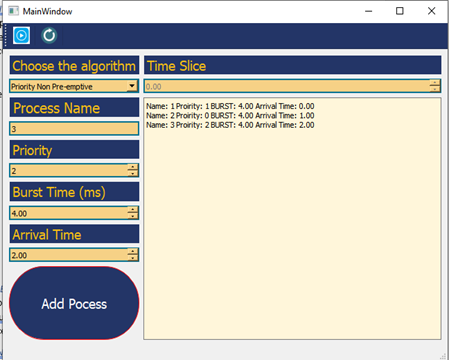 MainWindow
Choose the algorithm
Time Slice
Priority Non Pre-emptive
0.00
Process Name
3
Priority
2
Burst Time (ms)
4.00
Arrival Time
2.00
Add Pocess
Name: 1 Proirity: 1 BURST: 4.00 Arrival Time: 0.00
Name: 2 Proirity: 0 BURST: 4.00 Arrival Time: 1.00
Name: 3 Proirity: 2 BURST: 4.00 Arrival Time: 2.00